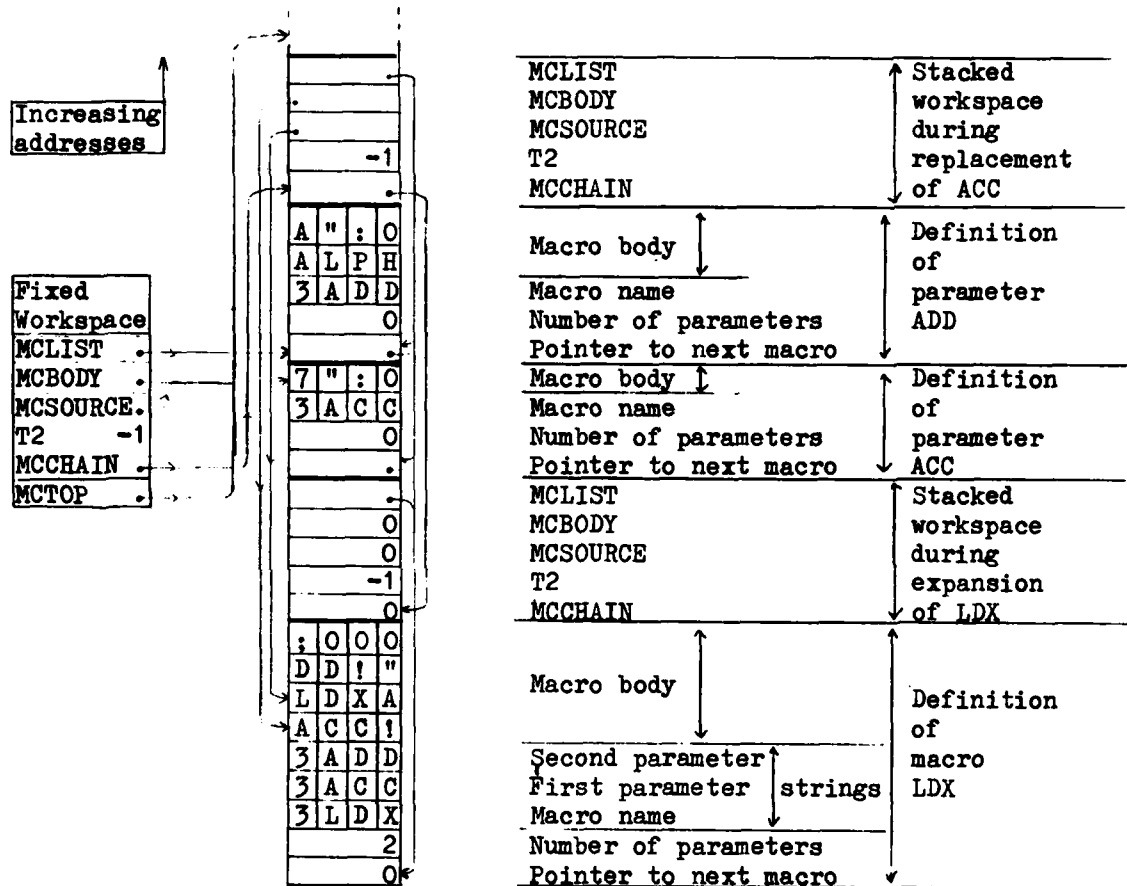 Increasing
addresses
Fixed
Workspace
MCLIST
MCBODY
MCSOURCE
T2 -1
MCCHAIN
MCTOP
-1
A " : 0
A L P H
3 A D D
0
7 " : 0
3 A C C
0
0
0
-1
0
; 0 0 0
D D ! "
L D X A
A C C !
3 A D D
3 A C C
3 L D X
2
0
MCLIST
MCBODY
MCSOURCE
T2
MCCHAIN
Stacked
workspace
during
replacement
of ACC
Macro body
Macro name
Number of parameters
Pointer to next macro
Definition
of
parameter
ADD
Macro body
Macro name
Number of parameters
Pointer to next macro
Definition
of
parameter
ACC
MCLIST
MCBODY
MCSOURCE
T2
MCCHAIN
Stacked
workspace
during
expansion
of LDX
Macro body
Second parameter
First parameter
Macro name
strings
Number of parameters
Pointer to next macro
Definition
of
macro
LDX